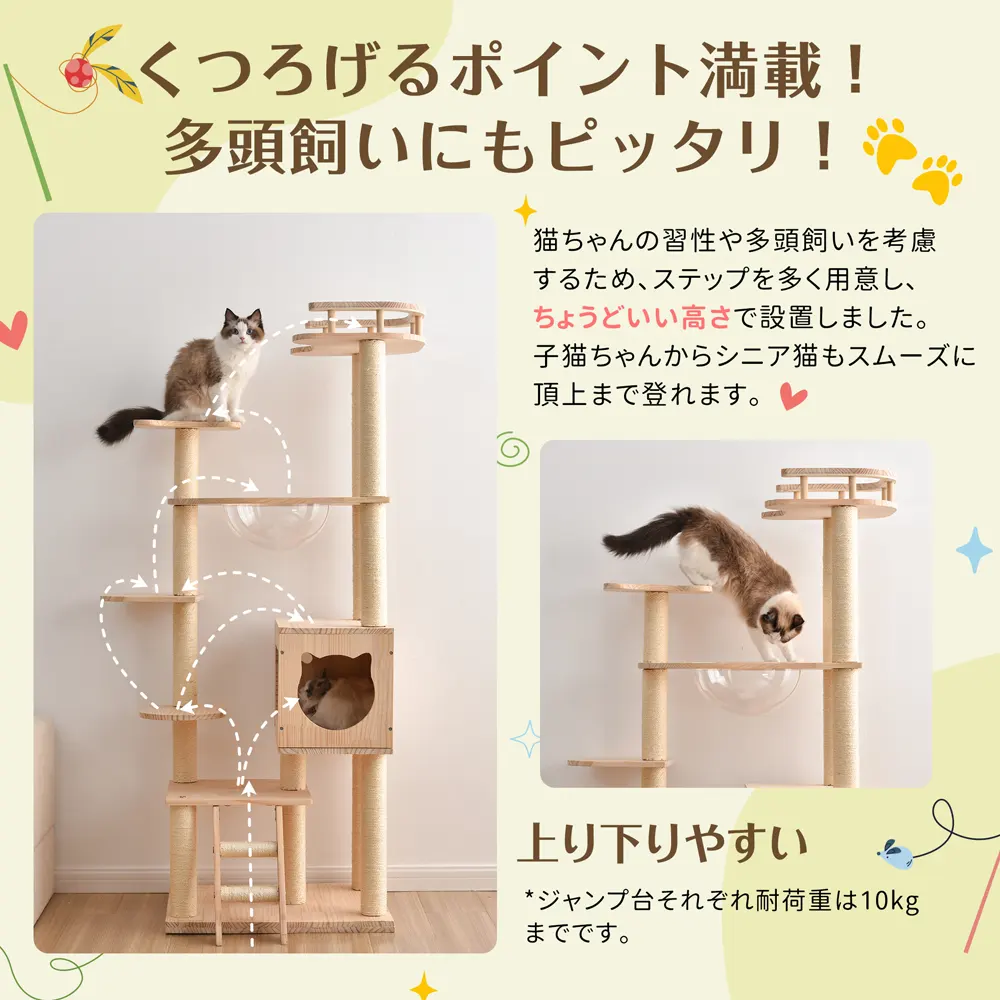 くつろげるポイント満載！
多頭飼いにもピッタリ！
猫ちゃんの習性や多頭飼いを考慮
するため、ステップを多く用意し、
ちょうどいい高さで設置しました。
子猫ちゃんからシニア猫もスムーズに
頂上まで登れます。
上り下りやすい
*ジャンプ台それぞれ耐荷重は10kg
までです。